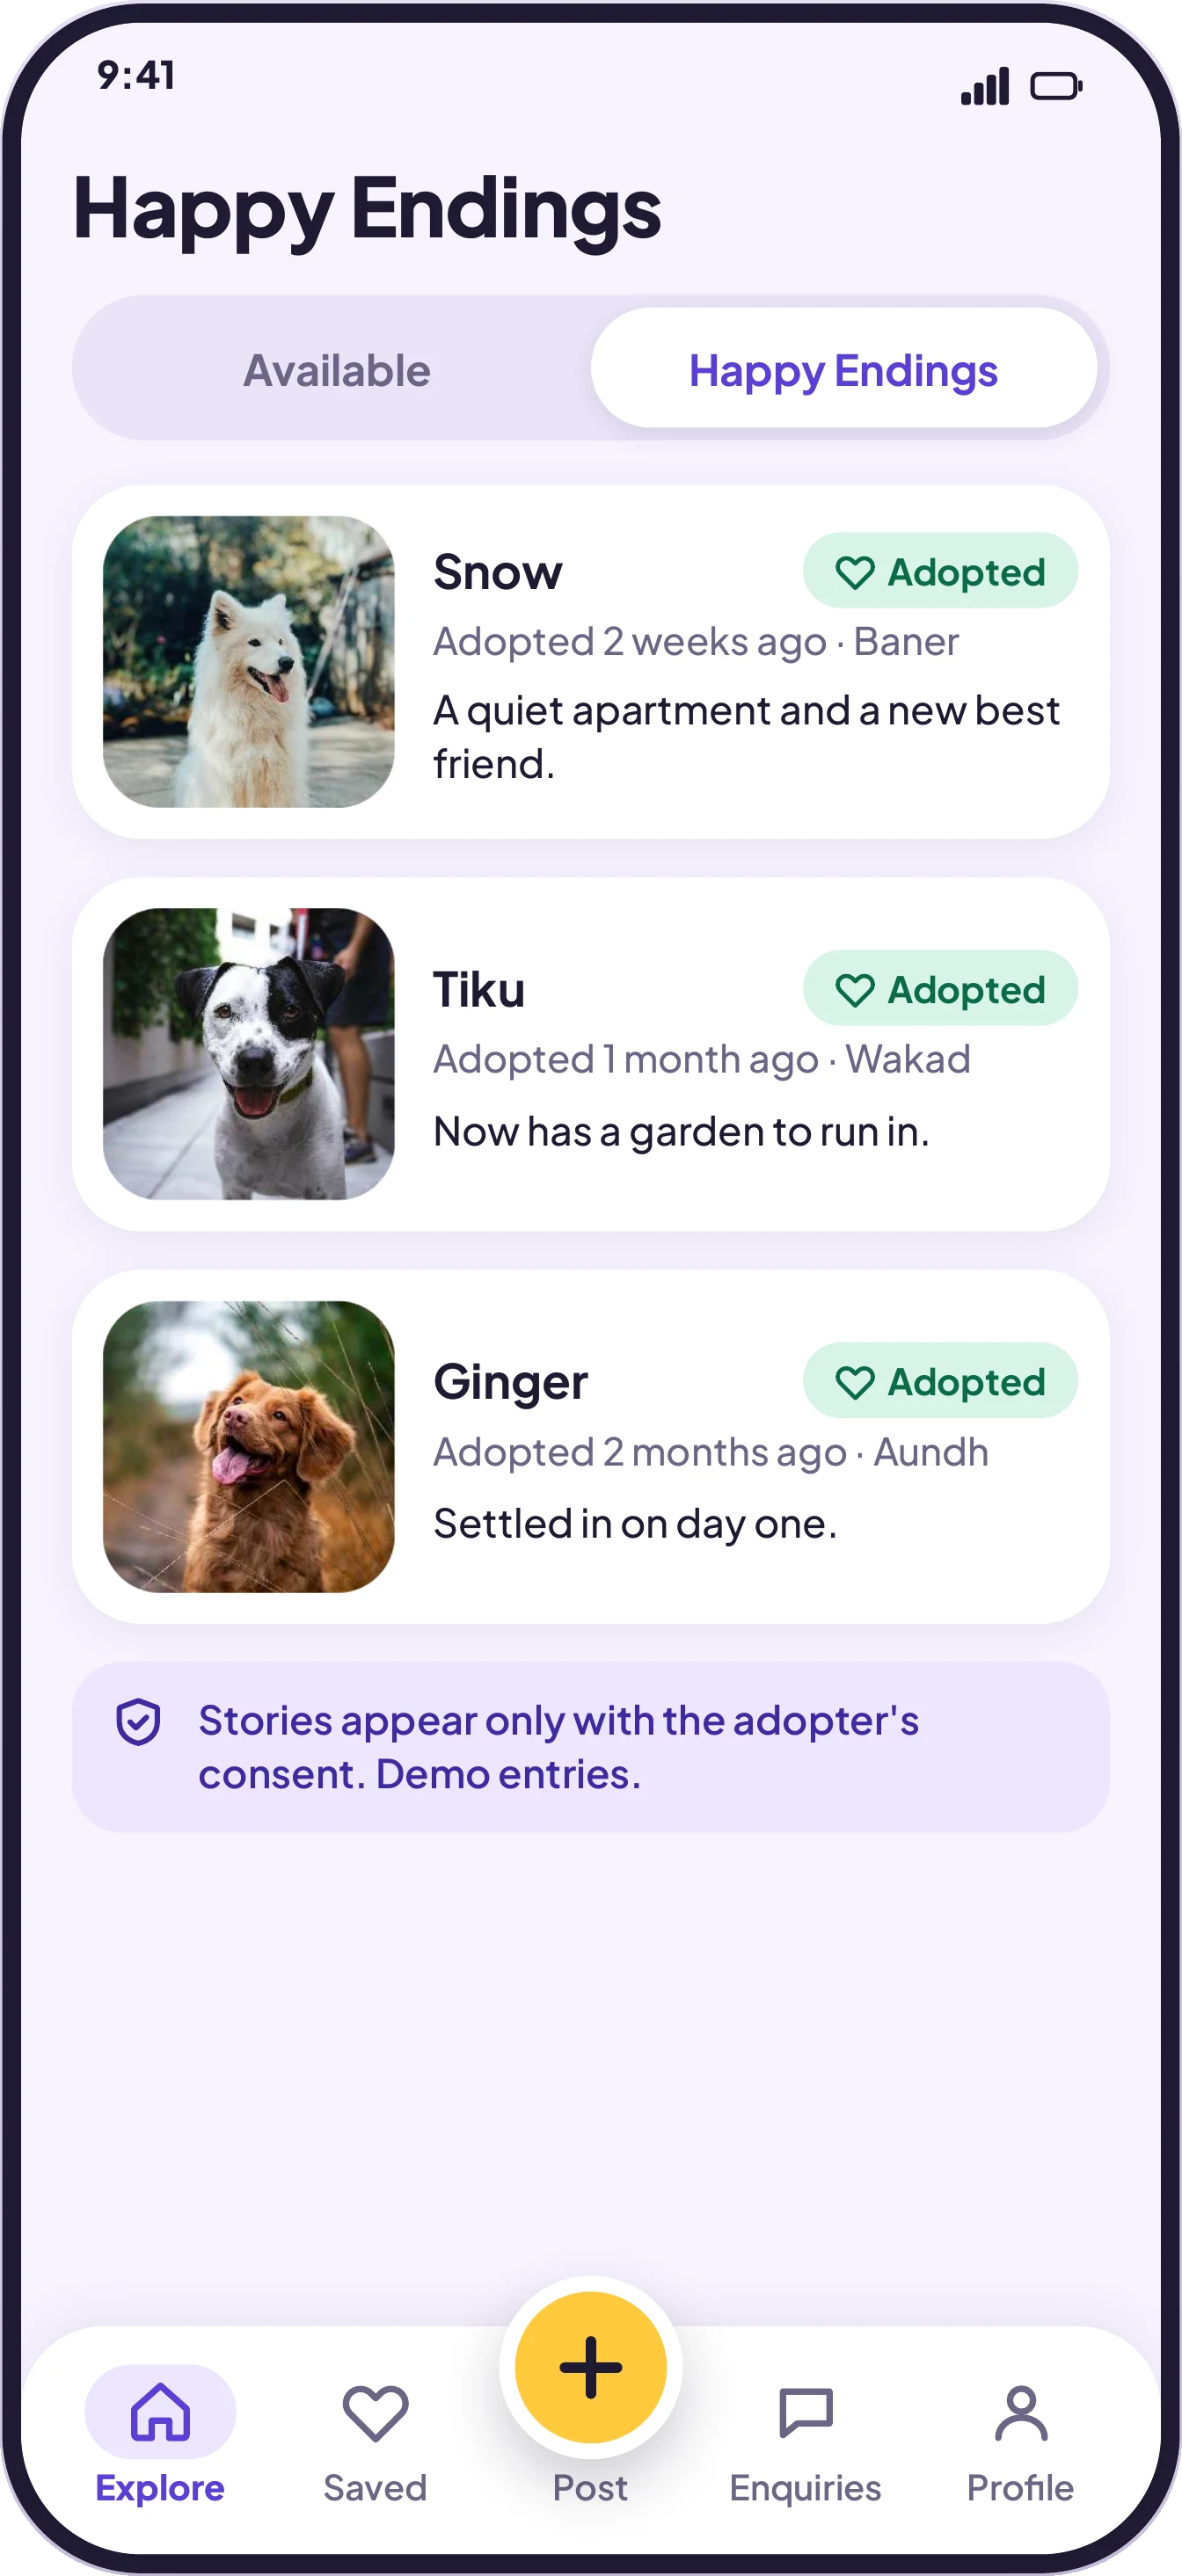 9:41
Happy Endings
Available
Happy Endings
Snow
Adopted
Adopted 2 weeks ago · Baner
A quiet apartment and a new best
friend.
Tiku
Adopted
Adopted 1 month ago · Wakad
Now has a garden to run in.
Ginger
Adopted
Adopted 2 months ago · Aundh
Settled in on day one.
Stories appear only with the adopter's
consent. Demo entries.
Explore
Saved
Post
Enquiries
Profile